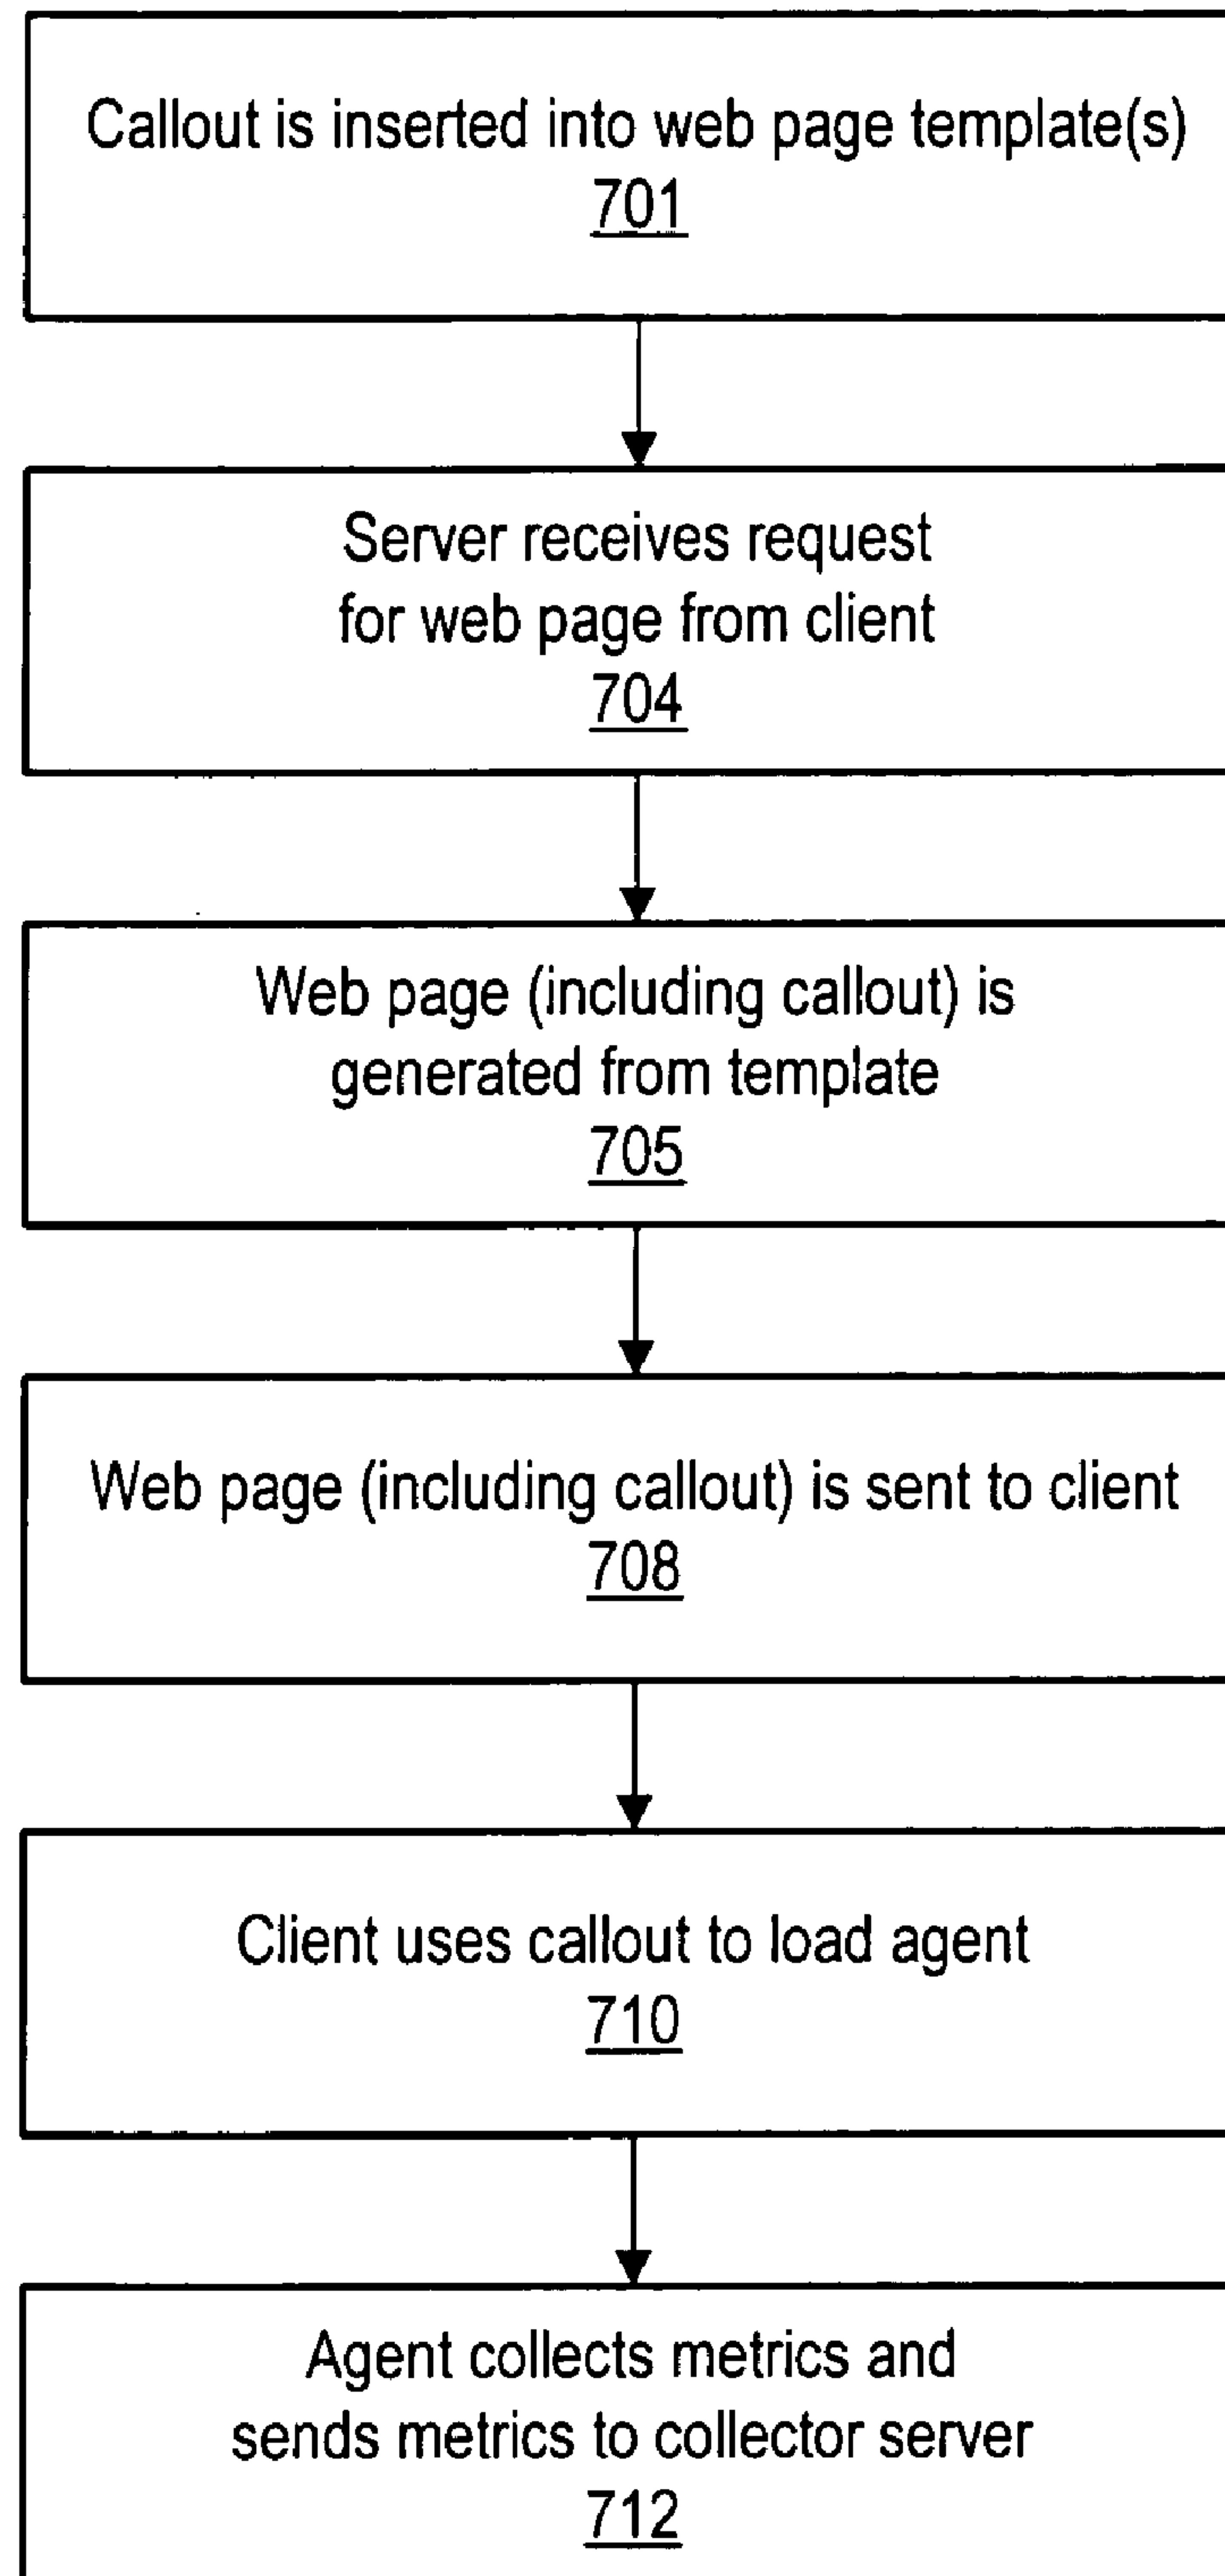 Callout is inserted into web page template(s)
701
Server receives request
for web page from client
704
Web page (including callout) is
generated from template
705
Web page (including callout) is sent to client
708
Client uses callout to load agent
710
Agent collects metrics and
sends metrics to collector server
712